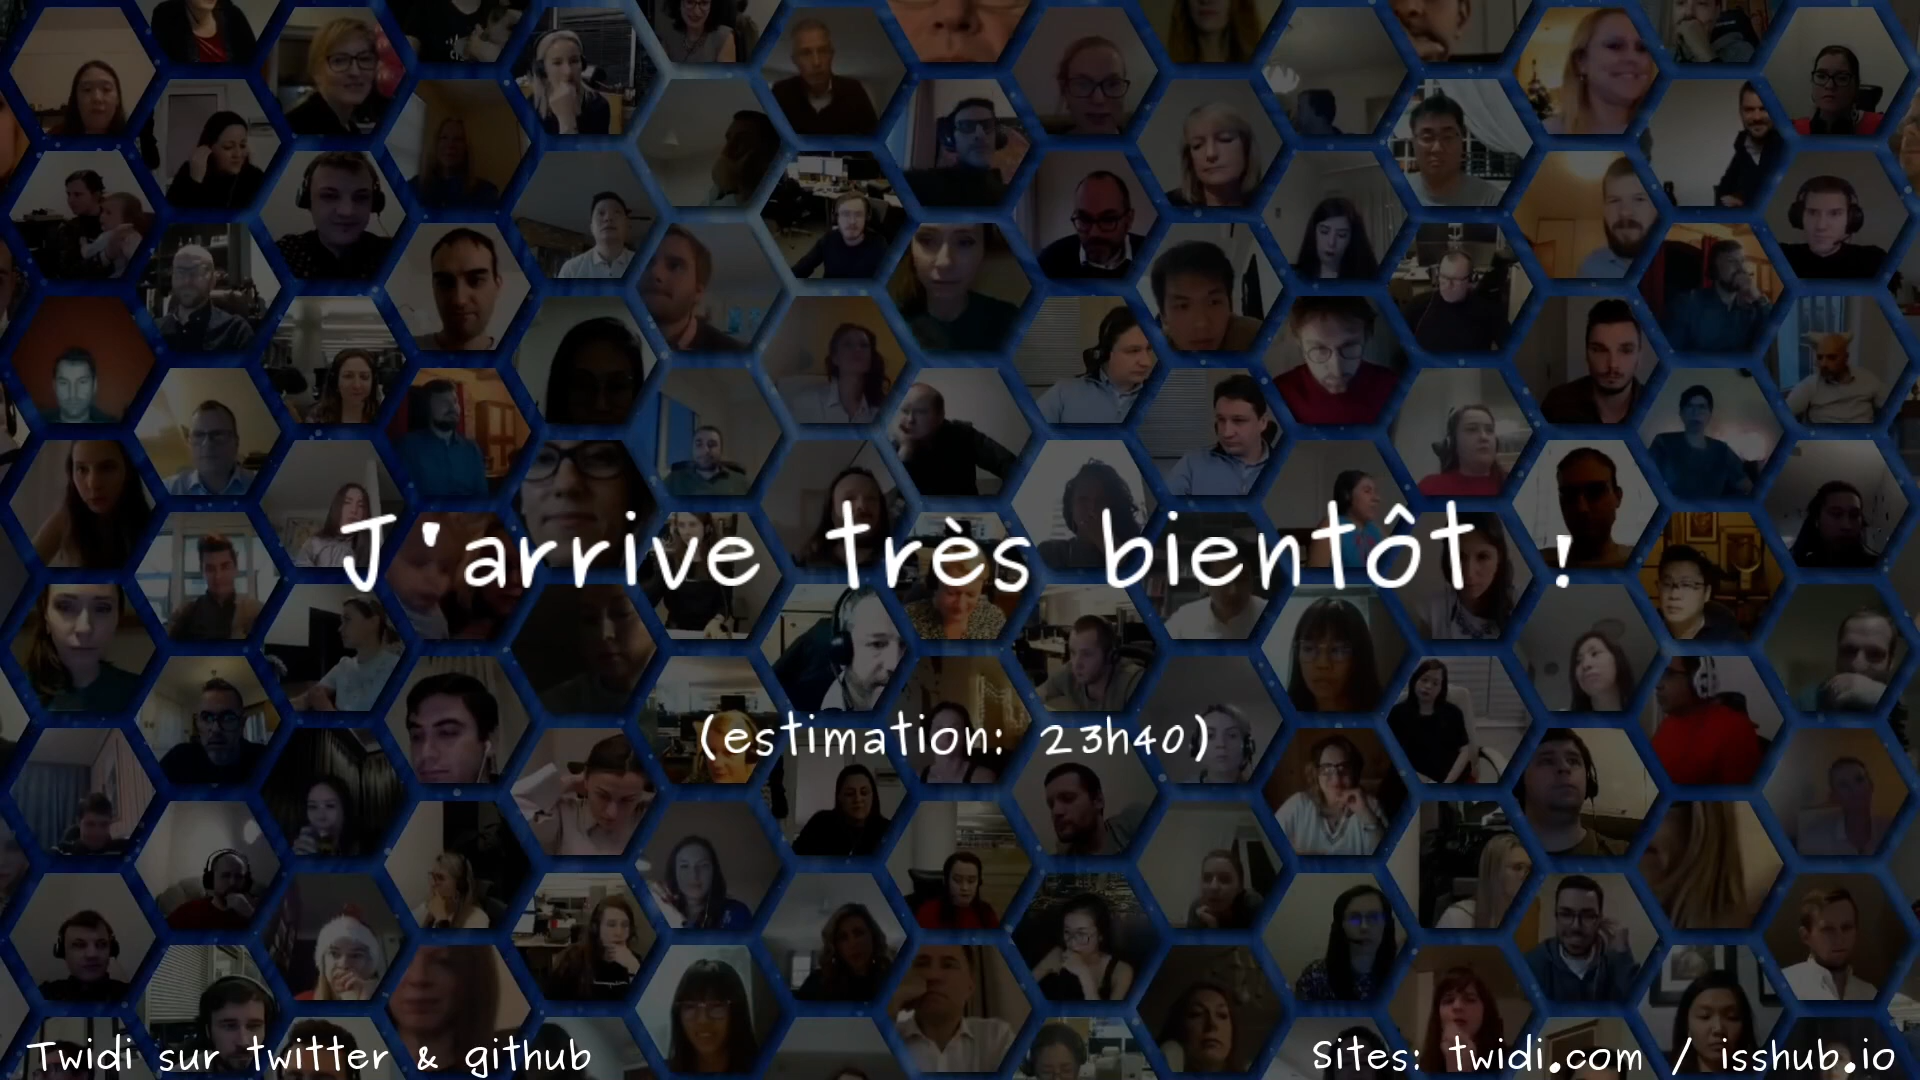 J'arrive très bientôt !
(estimation: 23h40)
Twidi sur twitter & github
Sites: twidi.com / isshub.io